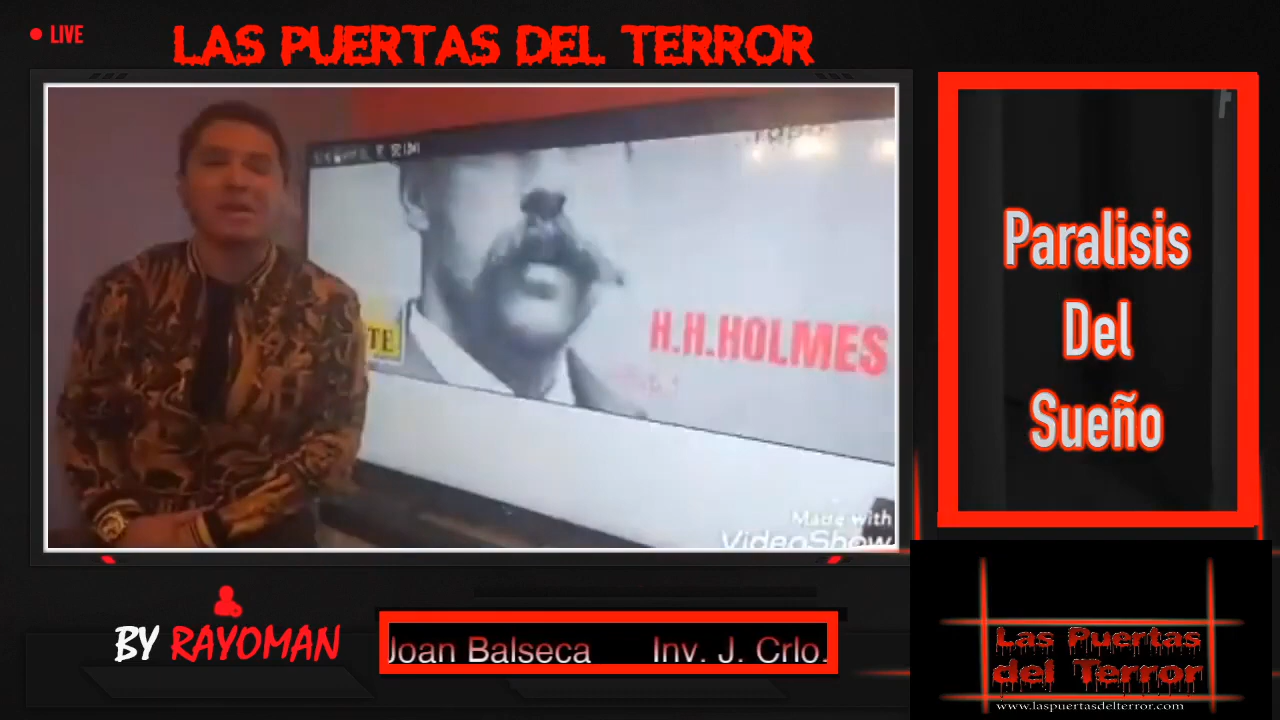 LIVE
LAS PUERTAS DEL TERROR
TE
H.H.HOLMES
Made with
VideoShow
Paralisis
Del
Sueño
BY RAYOMAN
Joan Balseca Inv. J. Crlo.
Las Puertas
del Terror
www.laspuertasdelterror.com